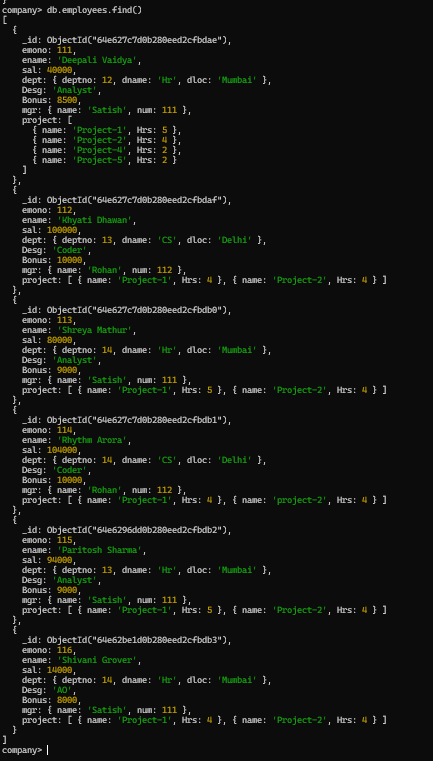 company> db.employees.find()
[
  {
    _id: ObjectId("64e627c7d0b280eed2cfbdae"),
    emono: 111,
    ename: 'Deepali Vaidya',
    sal: 40000,
    dept: { deptno: 12, dname: 'Hr', dloc: 'Mumbai' },
    Desg: 'Analyst',
    Bonus: 8500,
    mgr: { name: 'Satish', num: 111 },
    project: [
      { name: 'Project-1', Hrs: 5 },
      { name: 'Project-2', Hrs: 4 },
      { name: 'Project-4', Hrs: 2 },
      { name: 'Project-5', Hrs: 2 }
    ]
  },
  {
    _id: ObjectId("64e627c7d0b280eed2cfbdaf"),
    emono: 112,
    ename: 'Khyati Dhawan',
    sal: 100000,
    dept: { deptno: 13, dname: 'CS', dloc: 'Delhi' },
    Desg: 'Coder',
    Bonus: 10000,
    mgr: { name: 'Rohan', num: 112 },
    project: [ { name: 'Project-1', Hrs: 4 }, { name: 'Project-2', Hrs: 4 } ]
  },
  {
    _id: ObjectId("64e627c7d0b280eed2cfbdb0"),
    emono: 113,
    ename: 'Shreya Mathur',
    sal: 80000,
    dept: { deptno: 14, dname: 'Hr', dloc: 'Mumbai' },
    Desg: 'Analyst',
    Bonus: 9000,
    mgr: { name: 'Satish', num: 111 },
    project: [ { name: 'Project-1', Hrs: 5 }, { name: 'Project-2', Hrs: 4 } ]
  },
  {
    _id: ObjectId("64e627c7d0b280eed2cfbdb1"),
    emono: 114,
    ename: 'Rhythm Arora',
    sal: 104000,
    dept: { deptno: 14, dname: 'CS', dloc: 'Delhi' },
    Desg: 'Coder',
    Bonus: 10000,
    mgr: { name: 'Rohan', num: 112 },
    project: [ { name: 'Project-1', Hrs: 4 }, { name: 'project-2', Hrs: 4 } ]
  },
  {
    _id: ObjectId("64e6296dd0b280eed2cfbdb2"),
    emono: 115,
    ename: 'Paritosh Sharma',
    sal: 94000,
    dept: { deptno: 13, dname: 'Hr', dloc: 'Mumbai' },
    Desg: 'Analyst',
    Bonus: 9000,
    mgr: { name: 'Satish', num: 111 },
    project: [ { name: 'Project-1', Hrs: 5 }, { name: 'Project-2', Hrs: 4 } ]
  },
  {
    _id: ObjectId("64e62be1d0b280eed2cfbdb3"),
    emono: 116,
    ename: 'Shivani Grover',
    sal: 14000,
    dept: { deptno: 14, dname: 'Hr', dloc: 'Mumbai' },
    Desg: 'AO',
    Bonus: 8000,
    mgr: { name: 'Satish', num: 111 },
    project: [ { name: 'Project-1', Hrs: 4 }, { name: 'Project-2', Hrs: 4 } ]
  }
]
company>